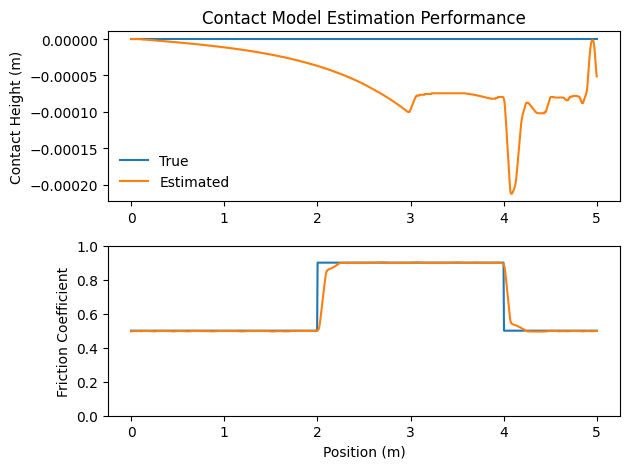 Contact Model Estimation Performance
Contact Height (m)
0.00000
−0.00005
−0.00010
−0.00015
−0.00020
True
Estimated
0 1 2 3 4 5
Friction Coefficient
1.0
0.8
0.6
0.4
0.2
0.0
0 1 2 3 4 5
Position (m)